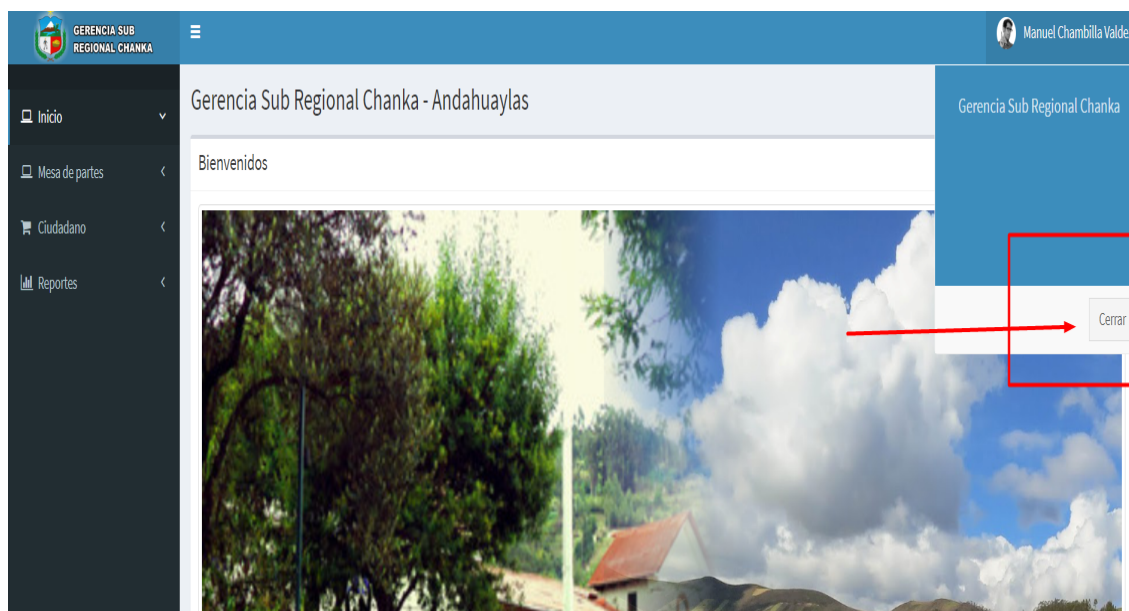 GERENCIA SUB
REGIONAL CHANKA
Manuel Chambilla Valde
Inicio
Mesa de partes
Ciudadano
Reportes
Gerencia Sub Regional Chanka - Andahuaylas
Bienvenidos
Gerencia Sub Regional Chanka
Cerrar